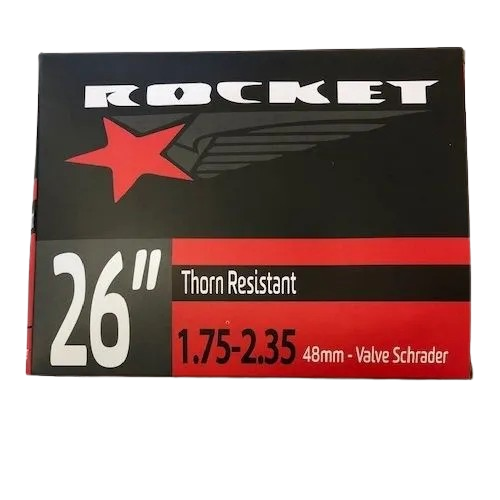 ROCKET
26"
Thorn Resistant
1.75-2.35
48mm - Valve Schrader